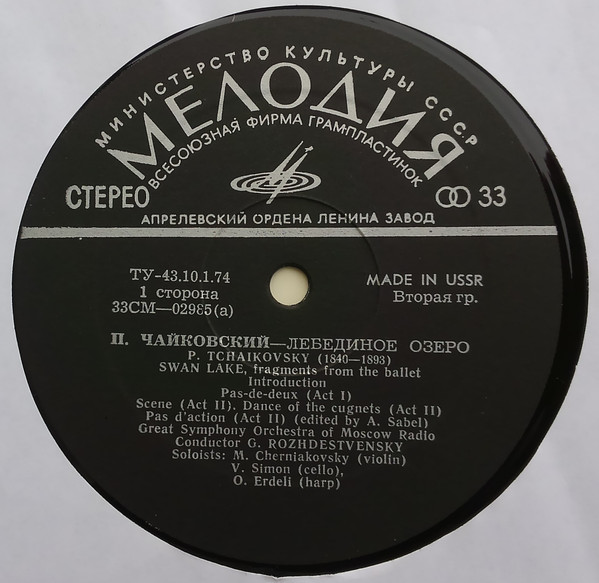 МИНИСТЕРСТВО КУЛЬТУРЫ СССР
МЕЛОДИЯ
ВСЕСОЮЗНАЯ ФИРМА ГРАМПЛАСТИНОК
СТЕРЕО
33
АПРЕЛЕВСКИЙ ОРДЕНА ЛЕНИНА ЗАВОД
ТУ-43.10.1.74
1 сторона
33СМ—02985(а)
MADE IN USSR
Вторая гр.
П. ЧАЙКОВСКИЙ—ЛЕБЕДИНОЕ ОЗЕРО
P. TCHAIKOVSKY (1840—1893)
SWAN LAKE, fragments from the ballet
Introduction
Pas-de-deux (Act I)
Scene (Act II). Dance of the cugnets (Act II)
Pas d'action (Act II) (edited by A. Sabel)
Great Symphony Orchestra of Moscow Radio
Conductor G. ROZHDESTVENSKY
Soloists: M. Cherniakovsky (violin)
V. Simon (cello),
O. Erdeli (harp)